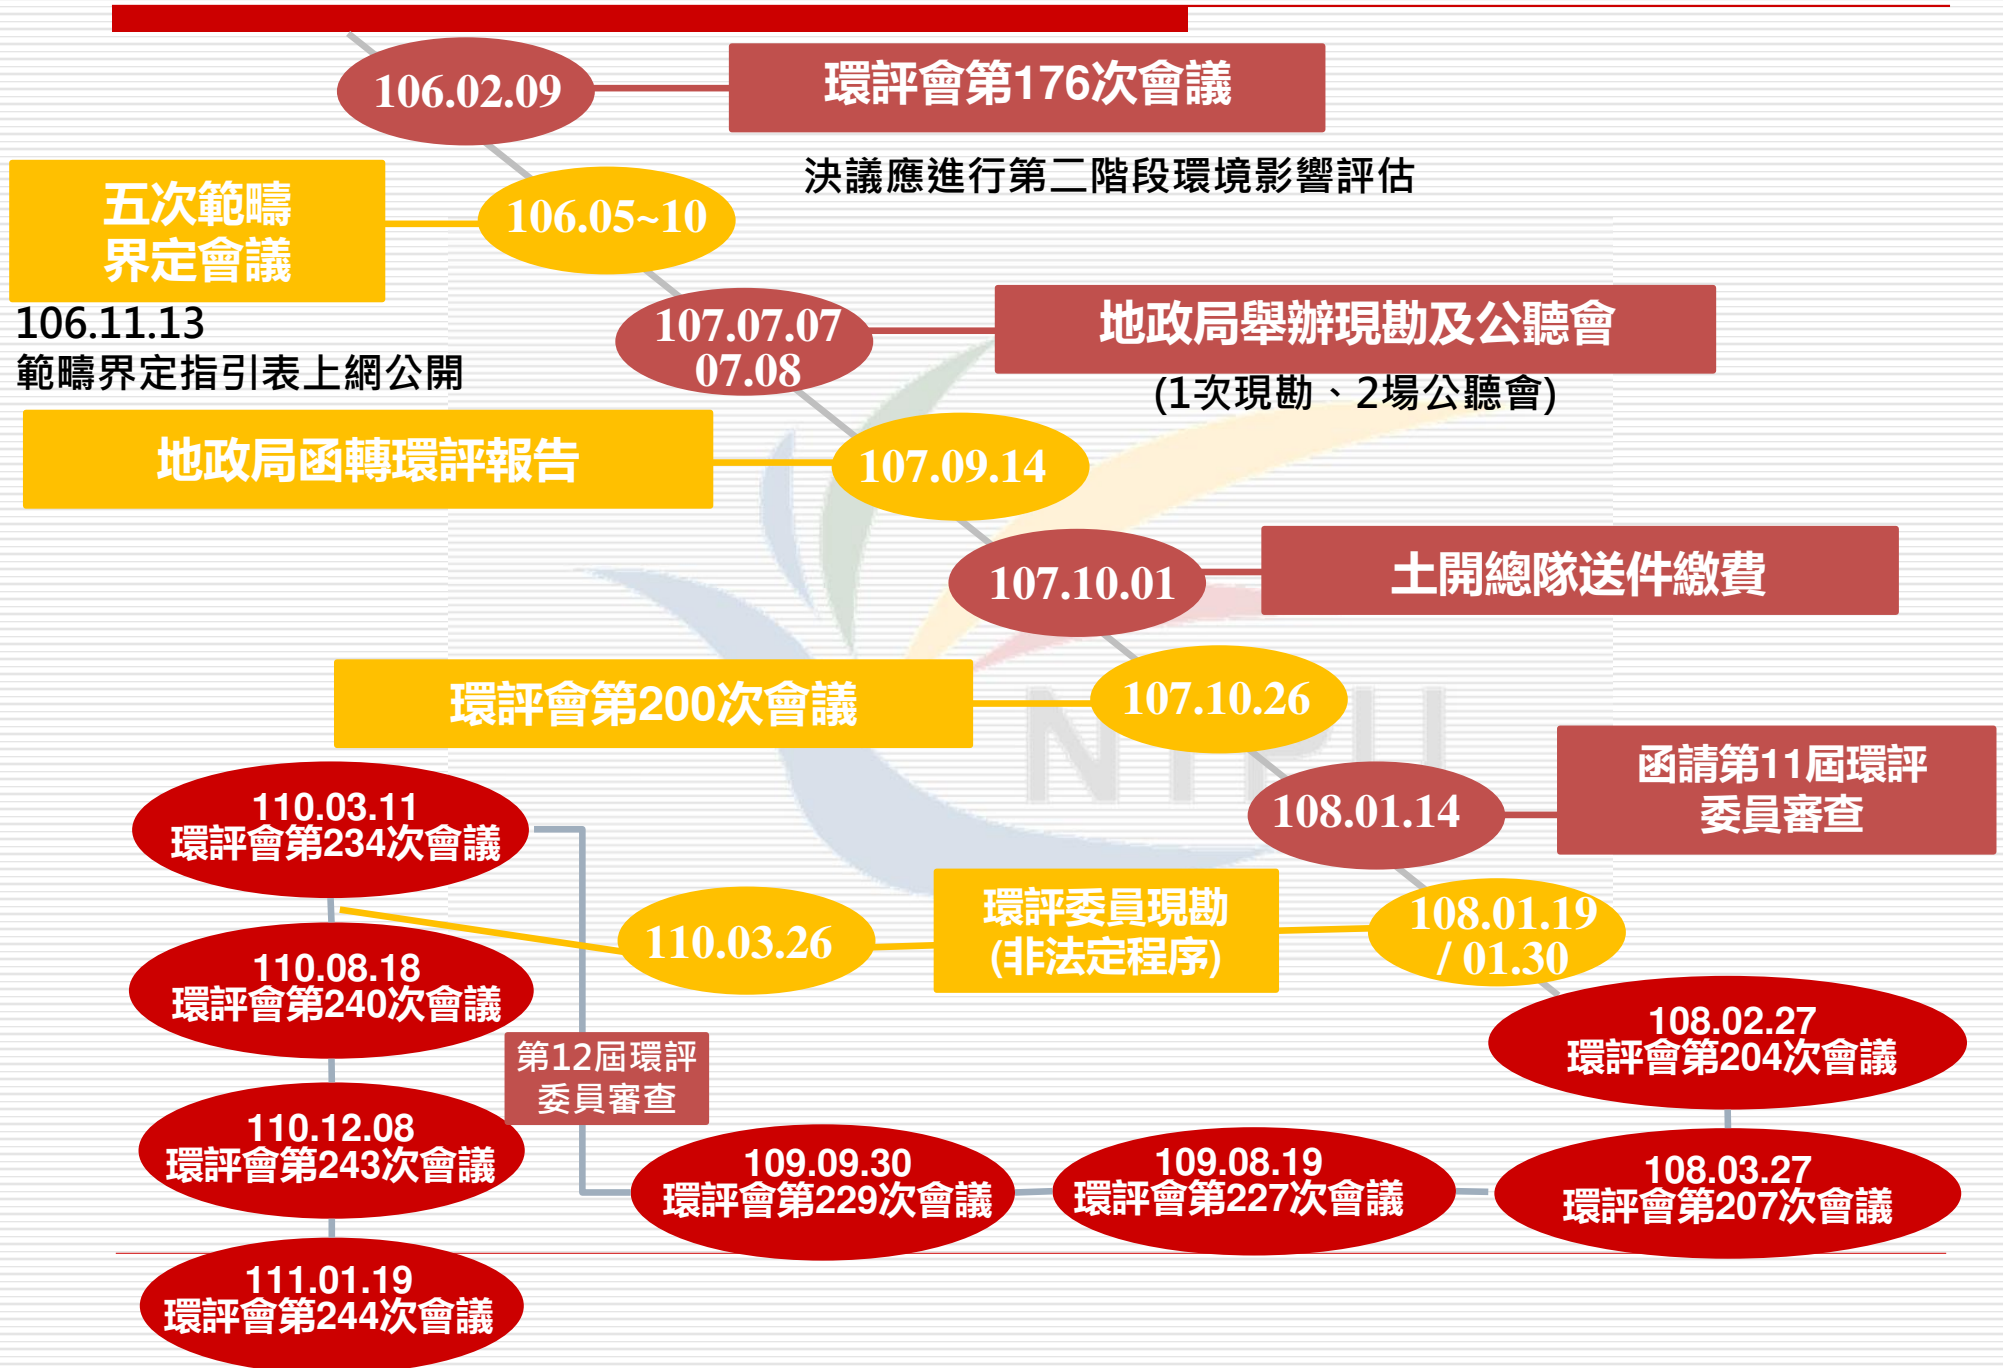 106.02.09
環評會第176次會議
決議應進行第二階段環境影響評估
五次範疇
界定會議
106.05~10
106.11.13
範疇界定指引表上網公開
107.07.07
07.08
地政局舉辦現勘及公聽會
(1次現勘、2場公聽會)
地政局函轉環評報告
107.09.14
107.10.01
土開總隊送件繳費
環評會第200次會議
107.10.26
NTPU
108.01.14
函請第11屆環評
委員審查
108.01.19
/ 01.30
環評委員現勘
(非法定程序)
110.03.26
108.02.27
環評會第204次會議
108.03.27
環評會第207次會議
109.08.19
環評會第227次會議
109.09.30
環評會第229次會議
第12屆環評
委員審查
110.03.11
環評會第234次會議
110.08.18
環評會第240次會議
110.12.08
環評會第243次會議
111.01.19
環評會第244次會議